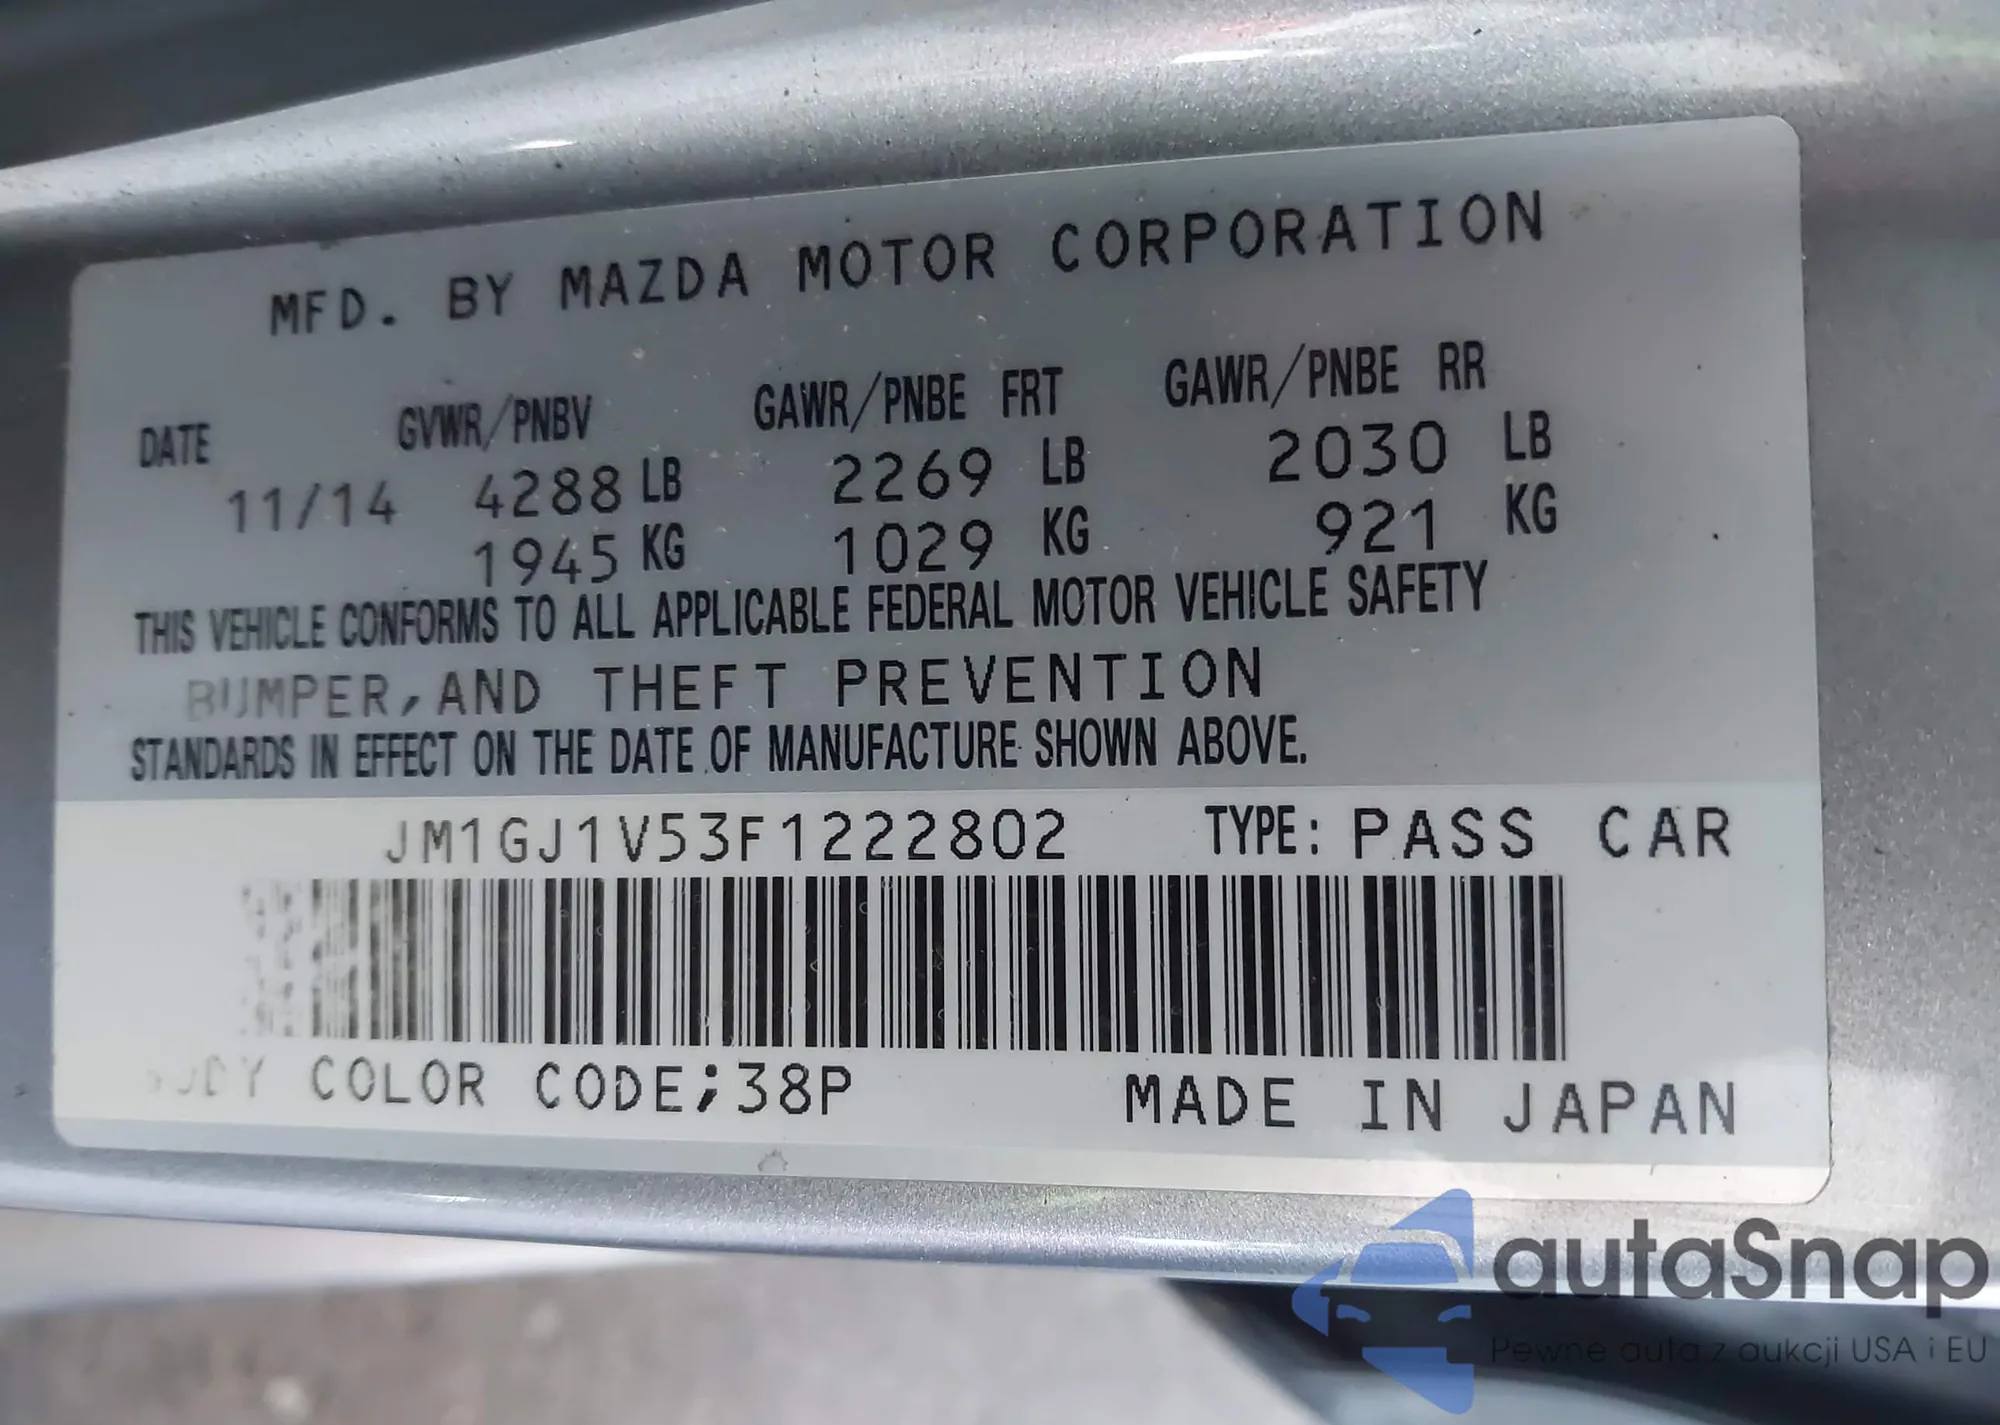 MFD. BY MAZDA MOTOR CORPORATION
DATE GVWR/PNBV GAWR/PNBE FRT GAWR/PNBE RR
11/14 4288 LB 2269 LB 2030 LB
1945 KG 1029 KG 921 KG
THIS VEHICLE CONFORMS TO ALL APPLICABLE FEDERAL MOTOR VEHICLE SAFETY
BUMPER,AND THEFT PREVENTION
STANDARDS IN EFFECT ON THE DATE OF MANUFACTURE SHOWN ABOVE.
JM1GJ1V53F1222802 TYPE: PASS CAR
BODY COLOR CODE;38P MADE IN JAPAN
autaSnap
Pewne auta z aukcji USA i EU